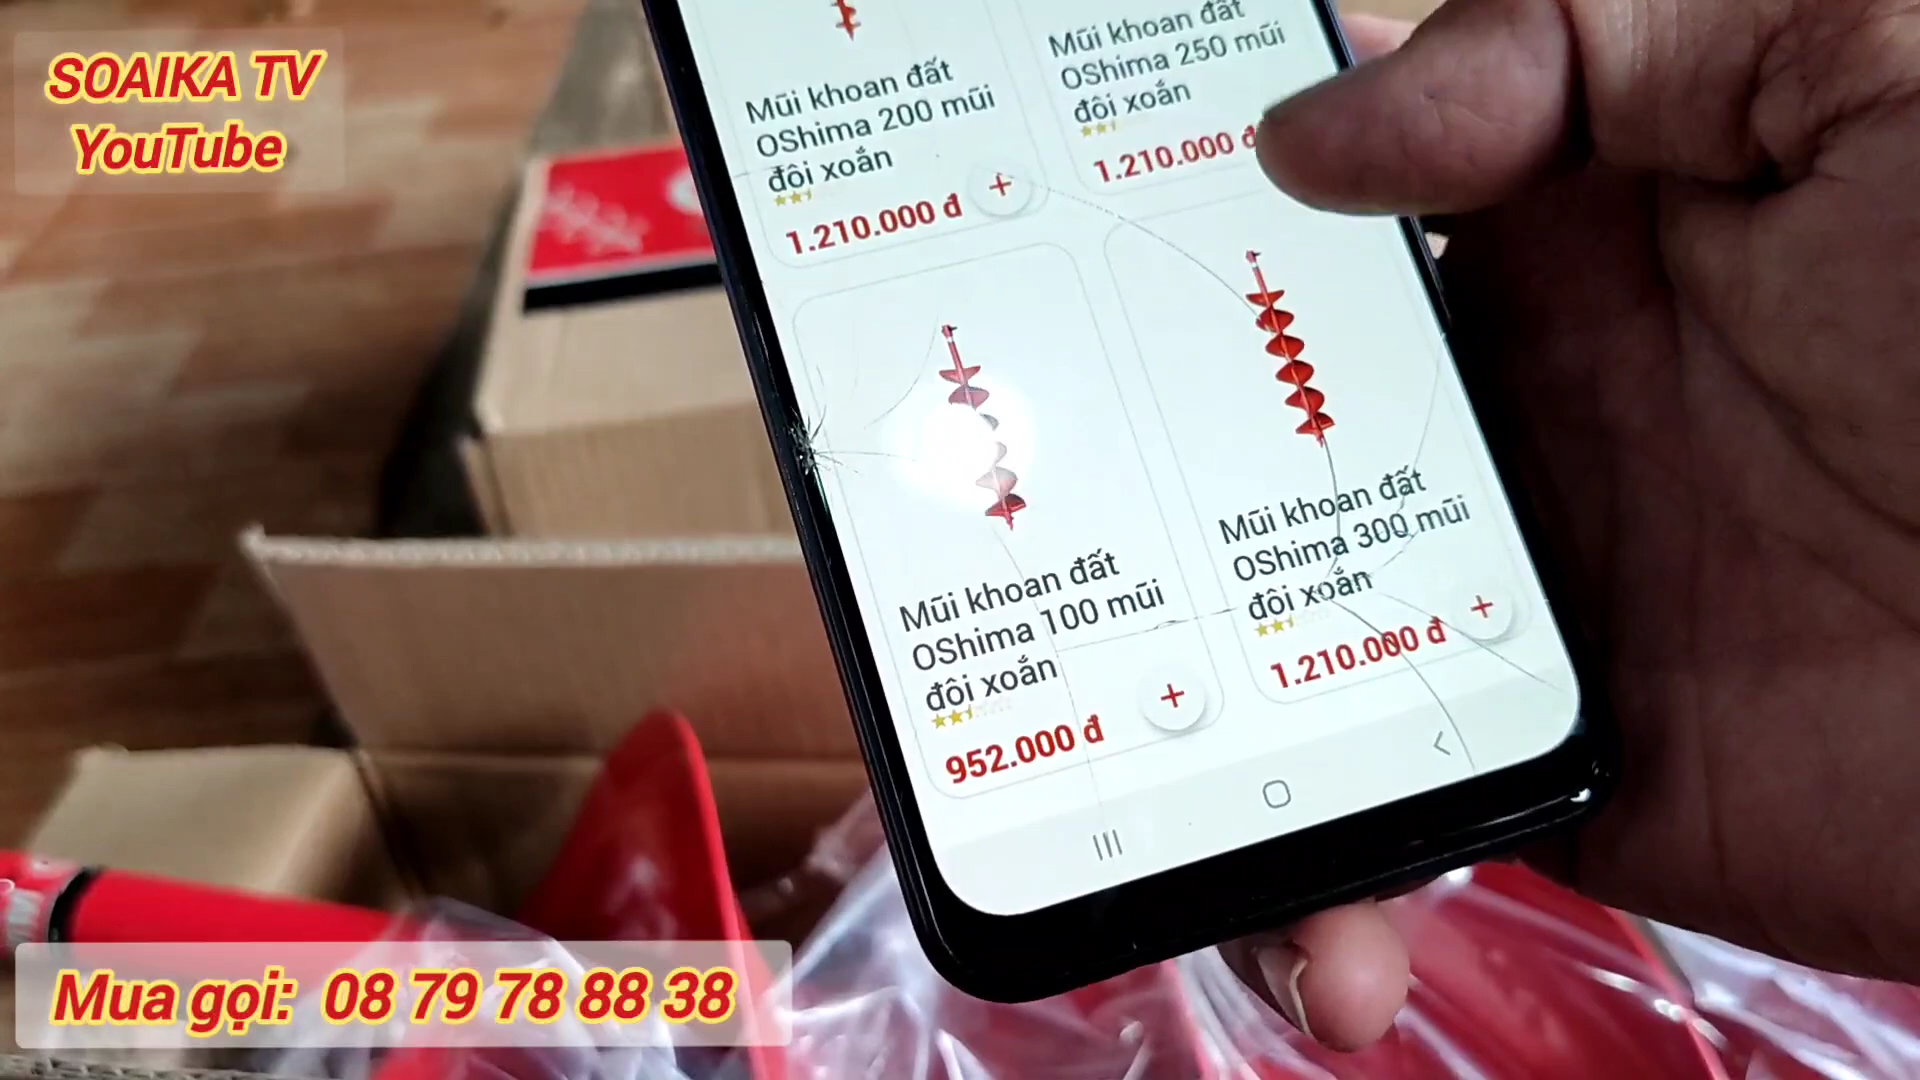 SOAIKA TV
YouTube
Mũi khoan đất
OShima 200 mũi
đôi xoắn
1.210.000 đ
+
Mũi khoan đất
OShima 250 mũi
đôi xoắn
1.210.000 đ
Mũi khoan đất
OShima 100 mũi
đôi xoắn
952.000 đ
+
Mũi khoan đất
OShima 300 mũi
đôi xoắn
1.210.000 đ
+
Mua gọi: 08 79 78 88 38